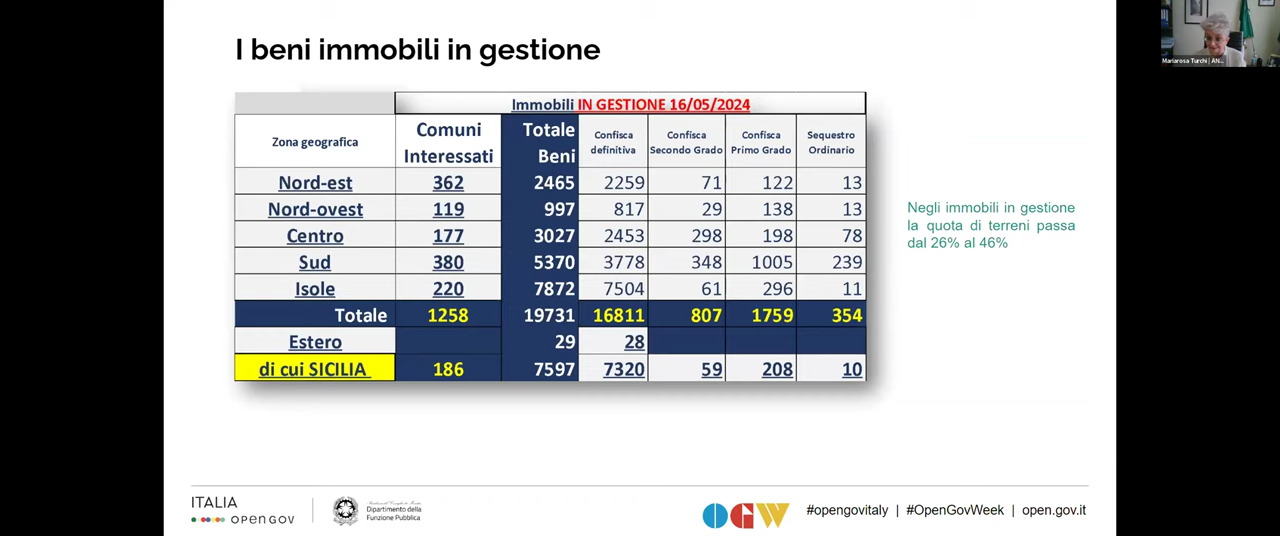 I beni immobili in gestione
Mariarosa Turchi | AN...
Immobili IN GESTIONE 16/05/2024
Zona geografica Comuni Interessati Totale Beni Confisca definitiva Confisca Secondo Grado Confisca Primo Grado Sequestro Ordinario
Nord-est 362 2465 2259 71 122 13
Nord-ovest 119 997 817 29 138 13
Centro 177 3027 2453 298 198 78
Sud 380 5370 3778 348 1005 239
Isole 220 7872 7504 61 296 11
Totale 1258 19731 16811 807 1759 354
Estero 29 28
di cui SICILIA 186 7597 7320 59 208 10
Negli immobili in gestione
la quota di terreni passa
dal 26% al 46%
ITALIA
OPEN GOV
Dipartimento della
Funzione Pubblica
OGW
#opengovitaly | #OpenGovWeek | open.gov.it